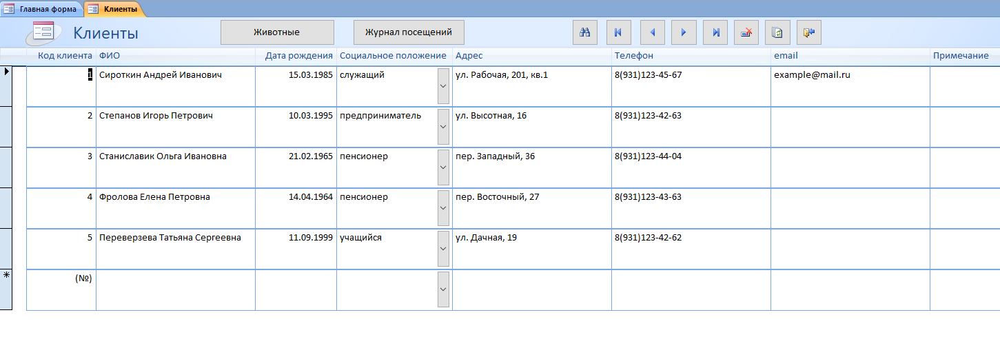 Главная форма Клиенты
Клиенты Животные Журнал посещений
Код клиента ФИО Дата рождения Социальное положение Адрес Телефон email Примечание
1 Сироткин Андрей Иванович 15.03.1985 служащий ул. Рабочая, 201, кв.1 8(931)123-45-67 example@mail.ru
2 Степанов Игорь Петрович 10.03.1995 предприниматель ул. Высотная, 16 8(931)123-42-63
3 Станиславик Ольга Ивановна 21.02.1965 пенсионер пер. Западный, 36 8(931)123-44-04
4 Фролова Елена Петровна 14.04.1964 пенсионер пер. Восточный, 27 8(931)123-43-63
5 Переверзева Татьяна Сергеевна 11.09.1999 учащийся ул. Дачная, 19 8(931)123-42-62
(№)